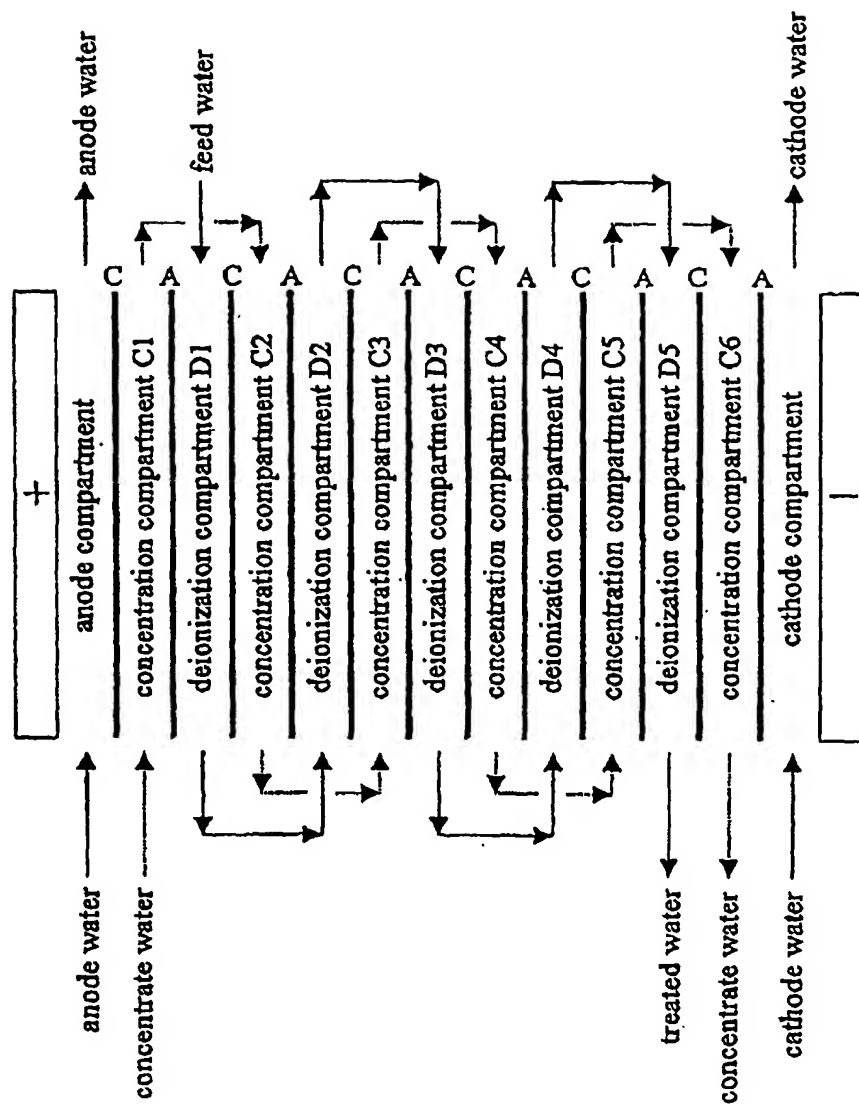 +
anode water
anode compartment
anode water
C
concentrate water
concentration compartment C1
A
deionization compartment D1
feed water
C
concentration compartment C2
A
deionization compartment D2
C
concentration compartment C3
A
deionization compartment D3
C
concentration compartment C4
A
deionization compartment D4
C
concentration compartment C5
A
treated water
deionization compartment D5
C
concentrate water
concentration compartment C6
A
cathode water
cathode compartment
cathode water
−